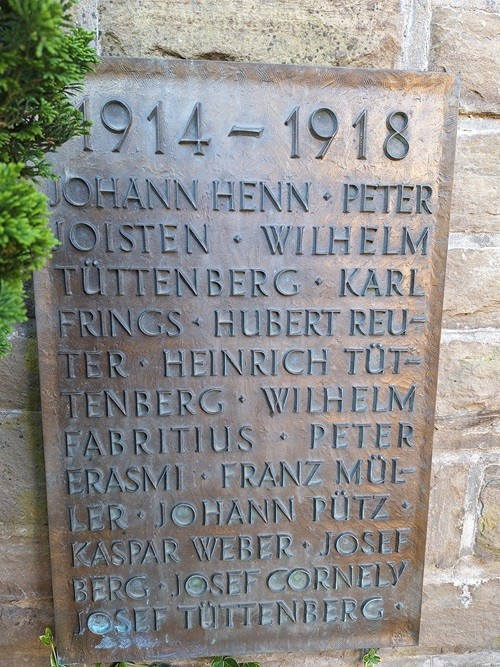 1914 – 1918
JOHANN HENN · PETER
JOISTEN · WILHELM
TÜTTENBERG · KARL
FRINGS · HUBERT REU-
TER · HEINRICH TÜT-
TENBERG · WILHELM
FABRITIUS · PETER
ERASMI · FRANZ MÜL-
LER · JOHANN PÜTZ ·
KASPAR WEBER · JOSEF
BERG · JOSEF CORNELY
JOSEF TÜTTENBERG ·